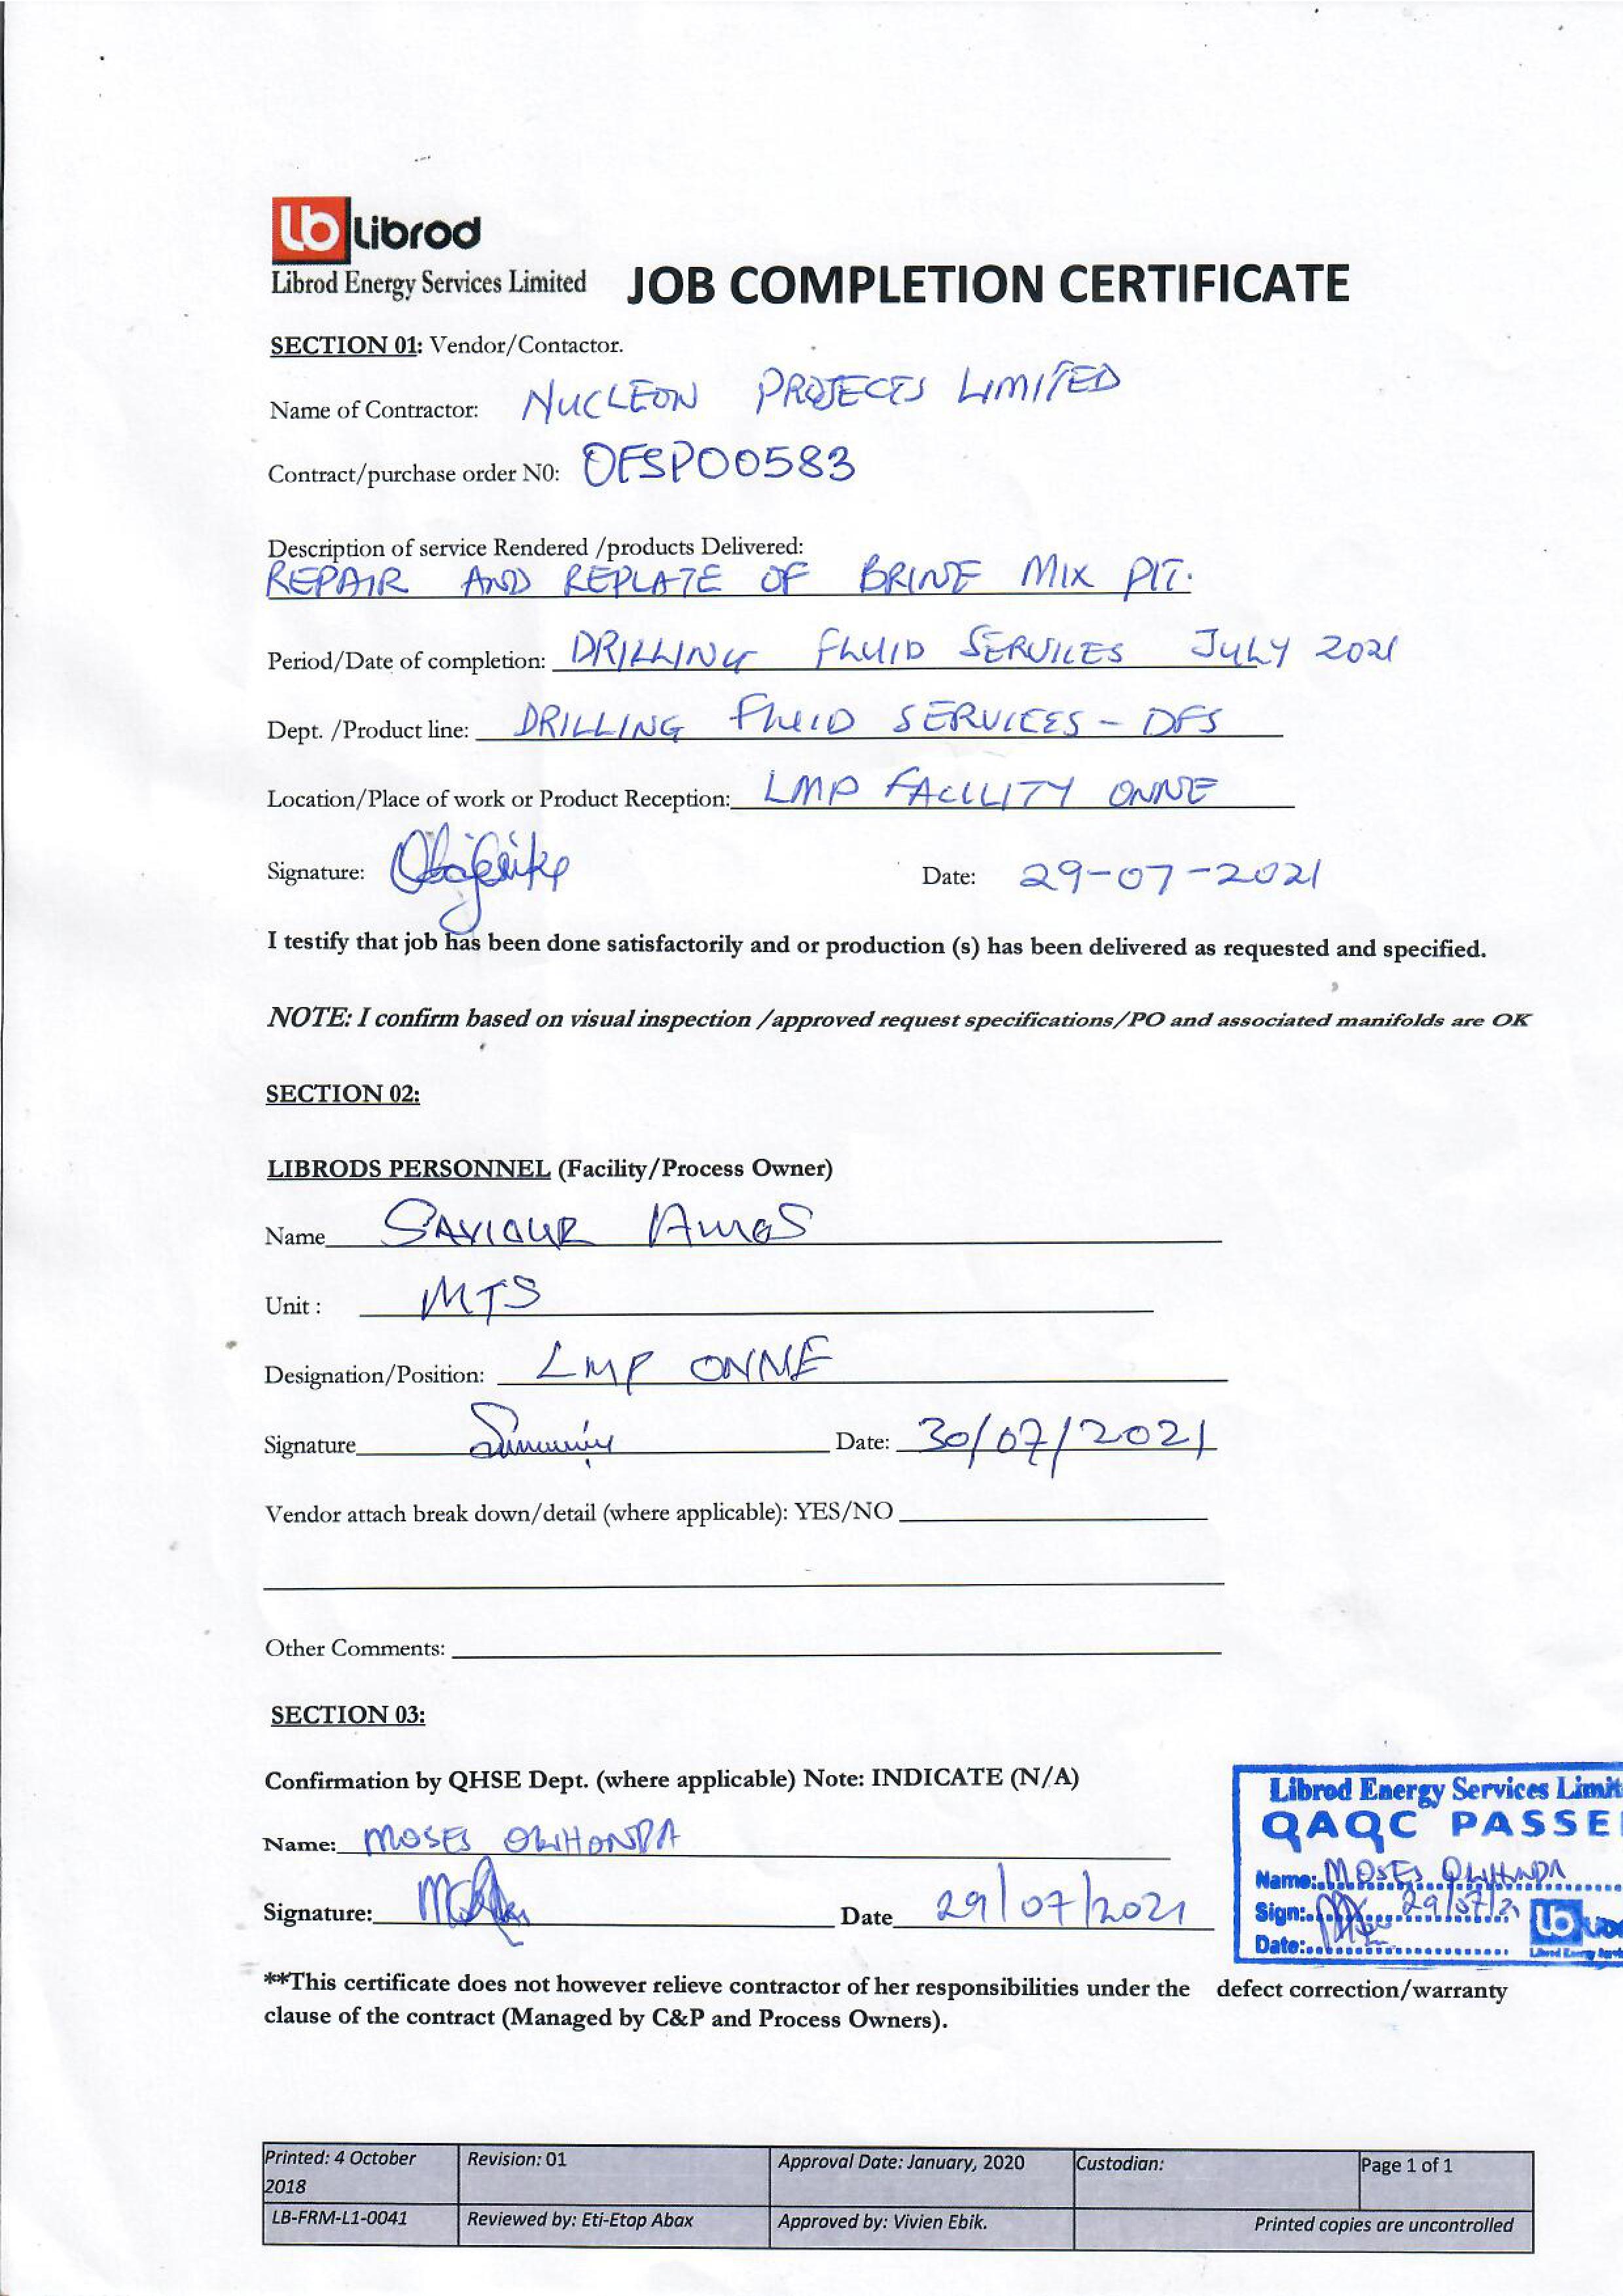 lb Librod
Librod Energy Services Limited
JOB COMPLETION CERTIFICATE
SECTION 01: Vendor/Contactor.
Name of Contractor: NUCLEON PROJECTS LIMITED
Contract/purchase order N0: OFSPO0583
Description of service Rendered /products Delivered:
REPAIR AND REPLATE OF BRINE MIX PIT.
Period/Date of completion: DRILLING FLUID SERVICES JULY 2021
Dept. /Product line: DRILLING FLUID SERVICES - DFS
Location/Place of work or Product Reception: LMP FACILITY ONNE
Signature: Date: 29-07-2021
I testify that job has been done satisfactorily and or production (s) has been delivered as requested and specified.
NOTE: I confirm based on visual inspection /approved request specifications/PO and associated manifolds are OK
SECTION 02:
LIBRODS PERSONNEL (Facility/Process Owner)
Name SAVIOUR AMOS
Unit : MTS
Designation/Position: LMP ONNE
Signature Date: 30/07/2021
Vendor attach break down/detail (where applicable): YES/NO
Other Comments:
SECTION 03:
Confirmation by QHSE Dept. (where applicable) Note: INDICATE (N/A)
Name: MOSES OLIHONDA
Signature: Date 29/07/2021
Librod Energy Services Limit
QAQC PASSE
Name: MOSES
Sign: 29/07/21
Date:
lb
**This certificate does not however relieve contractor of her responsibilities under the defect correction/warranty
clause of the contract (Managed by C&P and Process Owners).
Printed: 4 October 2018 Revision: 01 Approval Date: January, 2020 Custodian: Page 1 of 1
LB-FRM-L1-0041 Reviewed by: Eti-Etop Abax Approved by: Vivien Ebik. Printed copies are uncontrolled